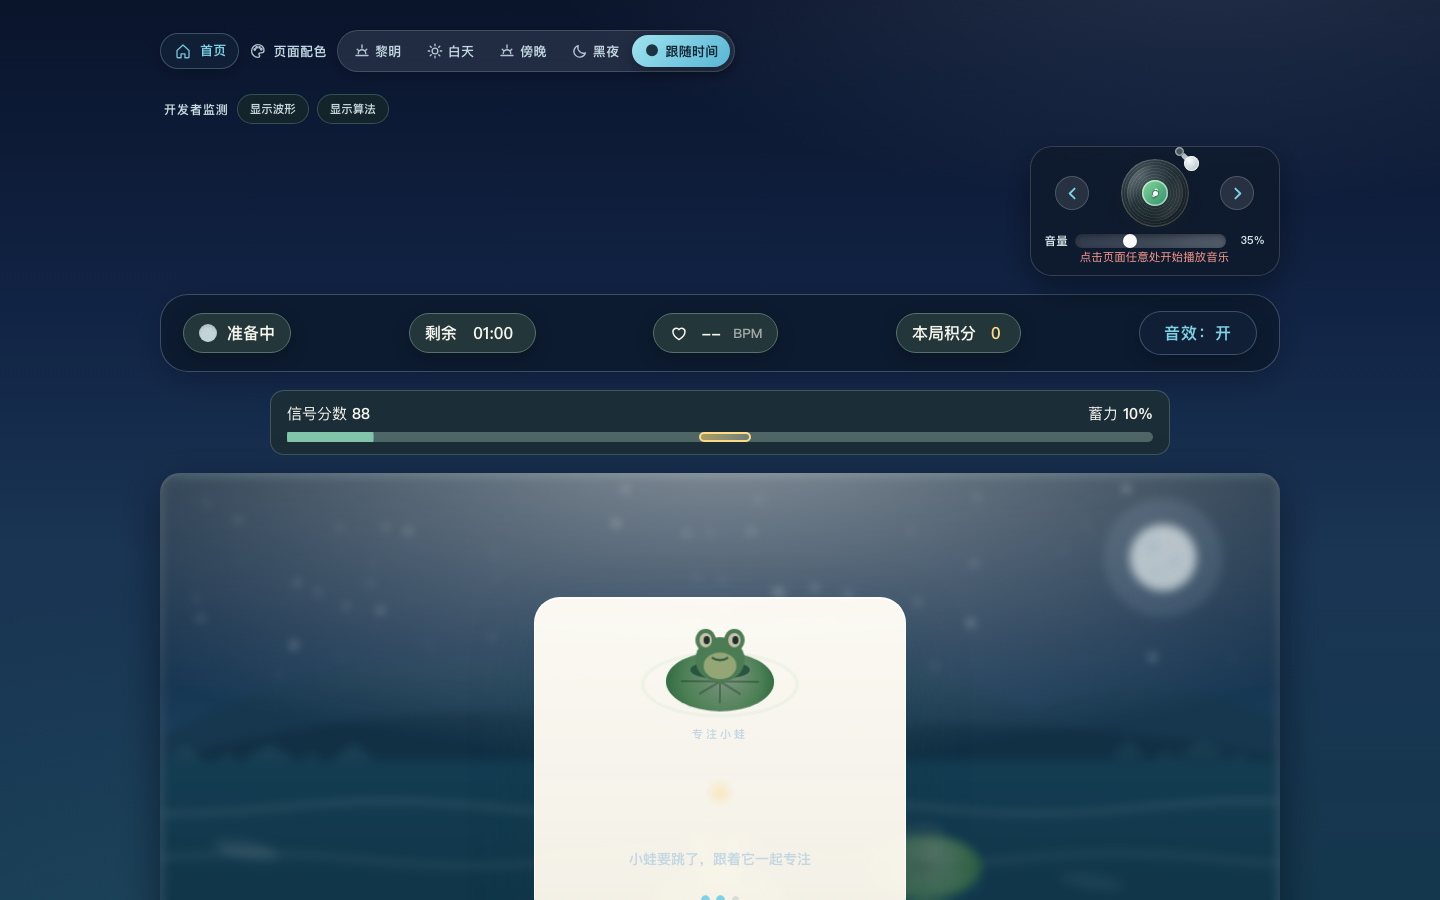 首页 页面配色 黎明 白天 傍晚 黑夜 跟随时间
开发者监测 显示波形 显示算法
音量 35%
点击页面任意处开始播放音乐
准备中 剩余 01:00 -- BPM 本局积分 0 音效：开
信号分数 88 蓄力 10%
专注小蛙
小蛙要跳了，跟着它一起专注